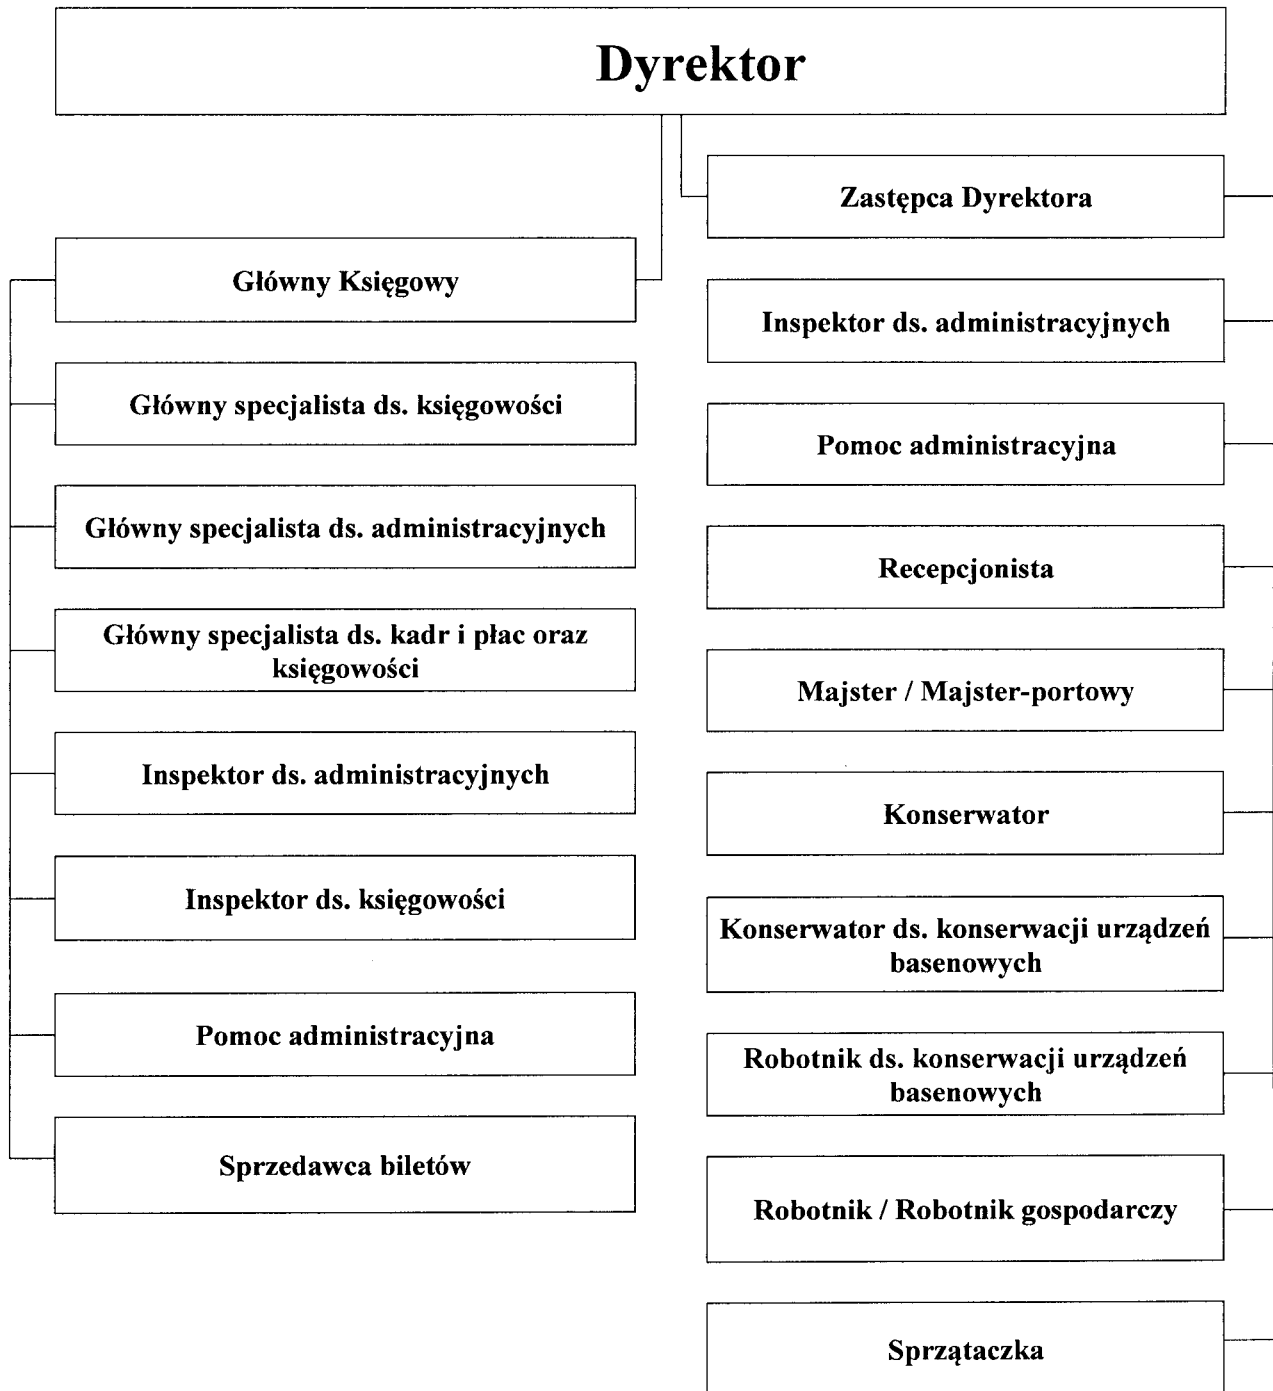 Dyrektor
Zastępca Dyrektora
Główny Księgowy
Inspektor ds. administracyjnych
Główny specjalista ds. księgowości
Pomoc administracyjna
Główny specjalista ds. administracyjnych
Recepcjonista
Główny specjalista ds. kadr i płac oraz
księgowości
Majster / Majster-portowy
Inspektor ds. administracyjnych
Konserwator
Inspektor ds. księgowości
Konserwator ds. konserwacji urządzeń
basenowych
Pomoc administracyjna
Robotnik ds. konserwacji urządzeń
basenowych
Sprzedawca biletów
Robotnik / Robotnik gospodarczy
Sprzątaczka